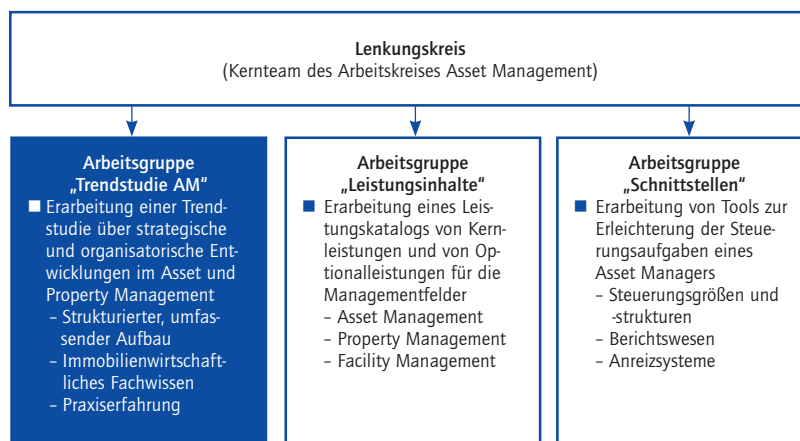 Lenkungskreis
(Kernteam des Arbeitskreises Asset Management)
Arbeitsgruppe
„Trendstudie AM“
■ Erarbeitung einer Trend-
studie über strategische
und organisatorische Ent-
wicklungen im Asset und
Property Management
– Strukturierter, umfas-
sender Aufbau
– Immobilienwirtschaft-
liches Fachwissen
– Praxiserfahrung
Arbeitsgruppe
„Leistungsinhalte“
■ Erarbeitung eines Leis-
tungskatalogs von Kern-
leistungen und von Op-
tionalleistungen für die
Managementfelder
– Asset Management
– Property Management
– Facility Management
Arbeitsgruppe
„Schnittstellen“
■ Erarbeitung von Tools zur
Erleichterung der Steue-
rungsaufgaben eines
Asset Managers
– Steuerungsgrößen und
-strukturen
– Berichtswesen
– Anreizsysteme